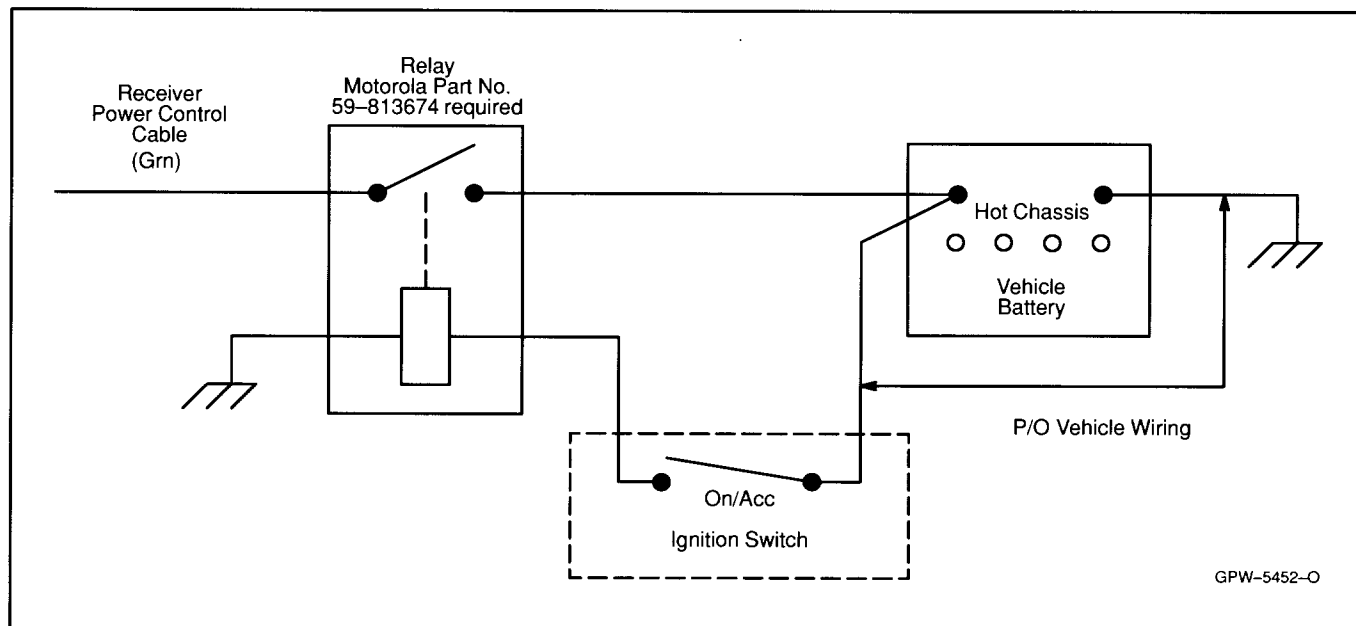 Relay
Motorola Part No.
59–813674 required
Receiver
Power Control
Cable
(Grn)
Hot Chassis
Vehicle
Battery
P/O Vehicle Wiring
On/Acc
Ignition Switch
GPW–5452–O